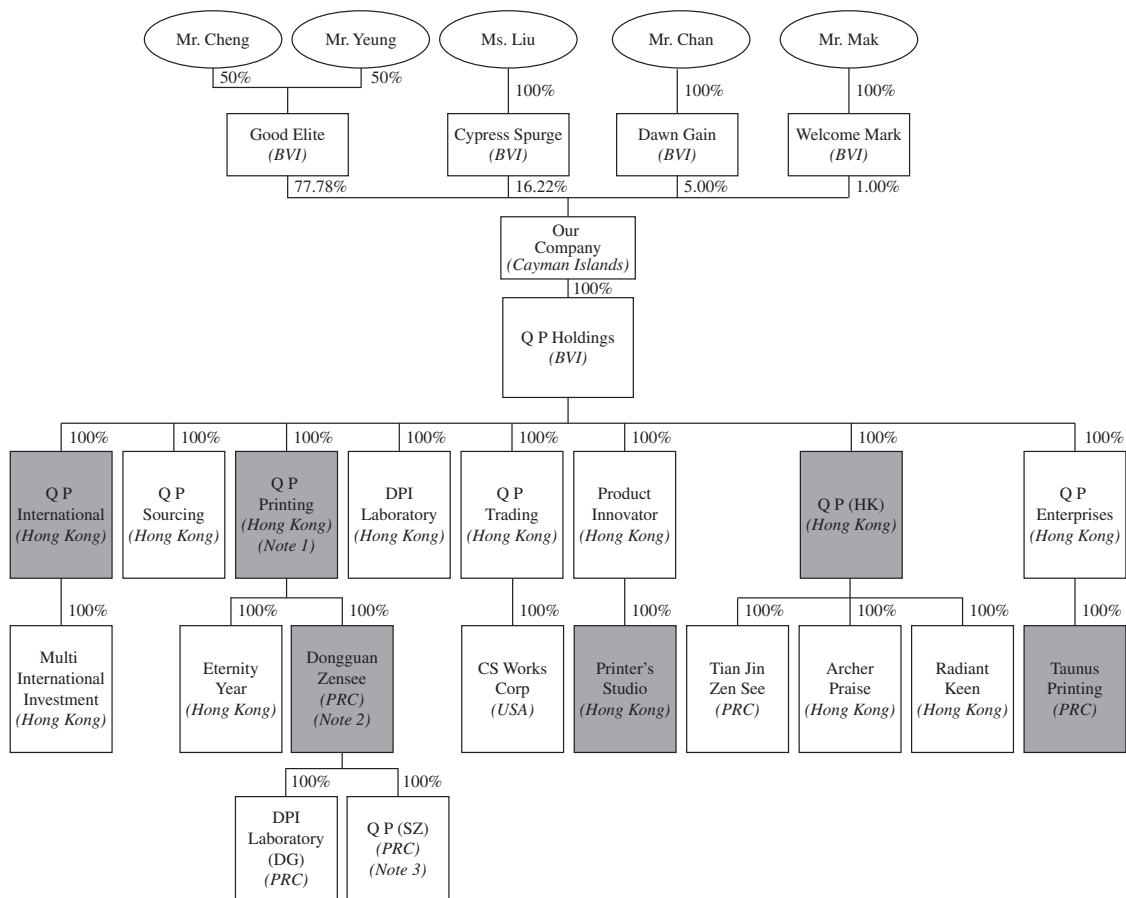 Mr. Cheng
Mr. Yeung
Ms. Liu
Mr. Chan
Mr. Mak
50%
50%
100%
100%
100%
Good Elite
(BVI)
Cypress Spurge
(BVI)
Dawn Gain
(BVI)
Welcome Mark
(BVI)
77.78%
16.22%
5.00%
1.00%
Our
Company
(Cayman Islands)
100%
Q P Holdings
(BVI)
100%
100%
100%
100%
100%
100%
100%
100%
Q P
International
(Hong Kong)
Q P
Sourcing
(Hong Kong)
Q P
Printing
(Hong Kong)
(Note 1)
DPI
Laboratory
(Hong Kong)
Q P
Trading
(Hong Kong)
Product
Innovator
(Hong Kong)
Q P (HK)
(Hong Kong)
Q P
Enterprises
(Hong Kong)
100%
100%
100%
100%
100%
100%
100%
100%
100%
Multi
International
Investment
(Hong Kong)
Eternity
Year
(Hong Kong)
Dongguan
Zensee
(PRC)
(Note 2)
CS Works
Corp
(USA)
Printer's
Studio
(Hong Kong)
Tian Jin
Zen See
(PRC)
Archer
Praise
(Hong Kong)
Radiant
Keen
(Hong Kong)
Taunus
Printing
(PRC)
100%
100%
DPI
Laboratory
(DG)
(PRC)
Q P (SZ)
(PRC)
(Note 3)